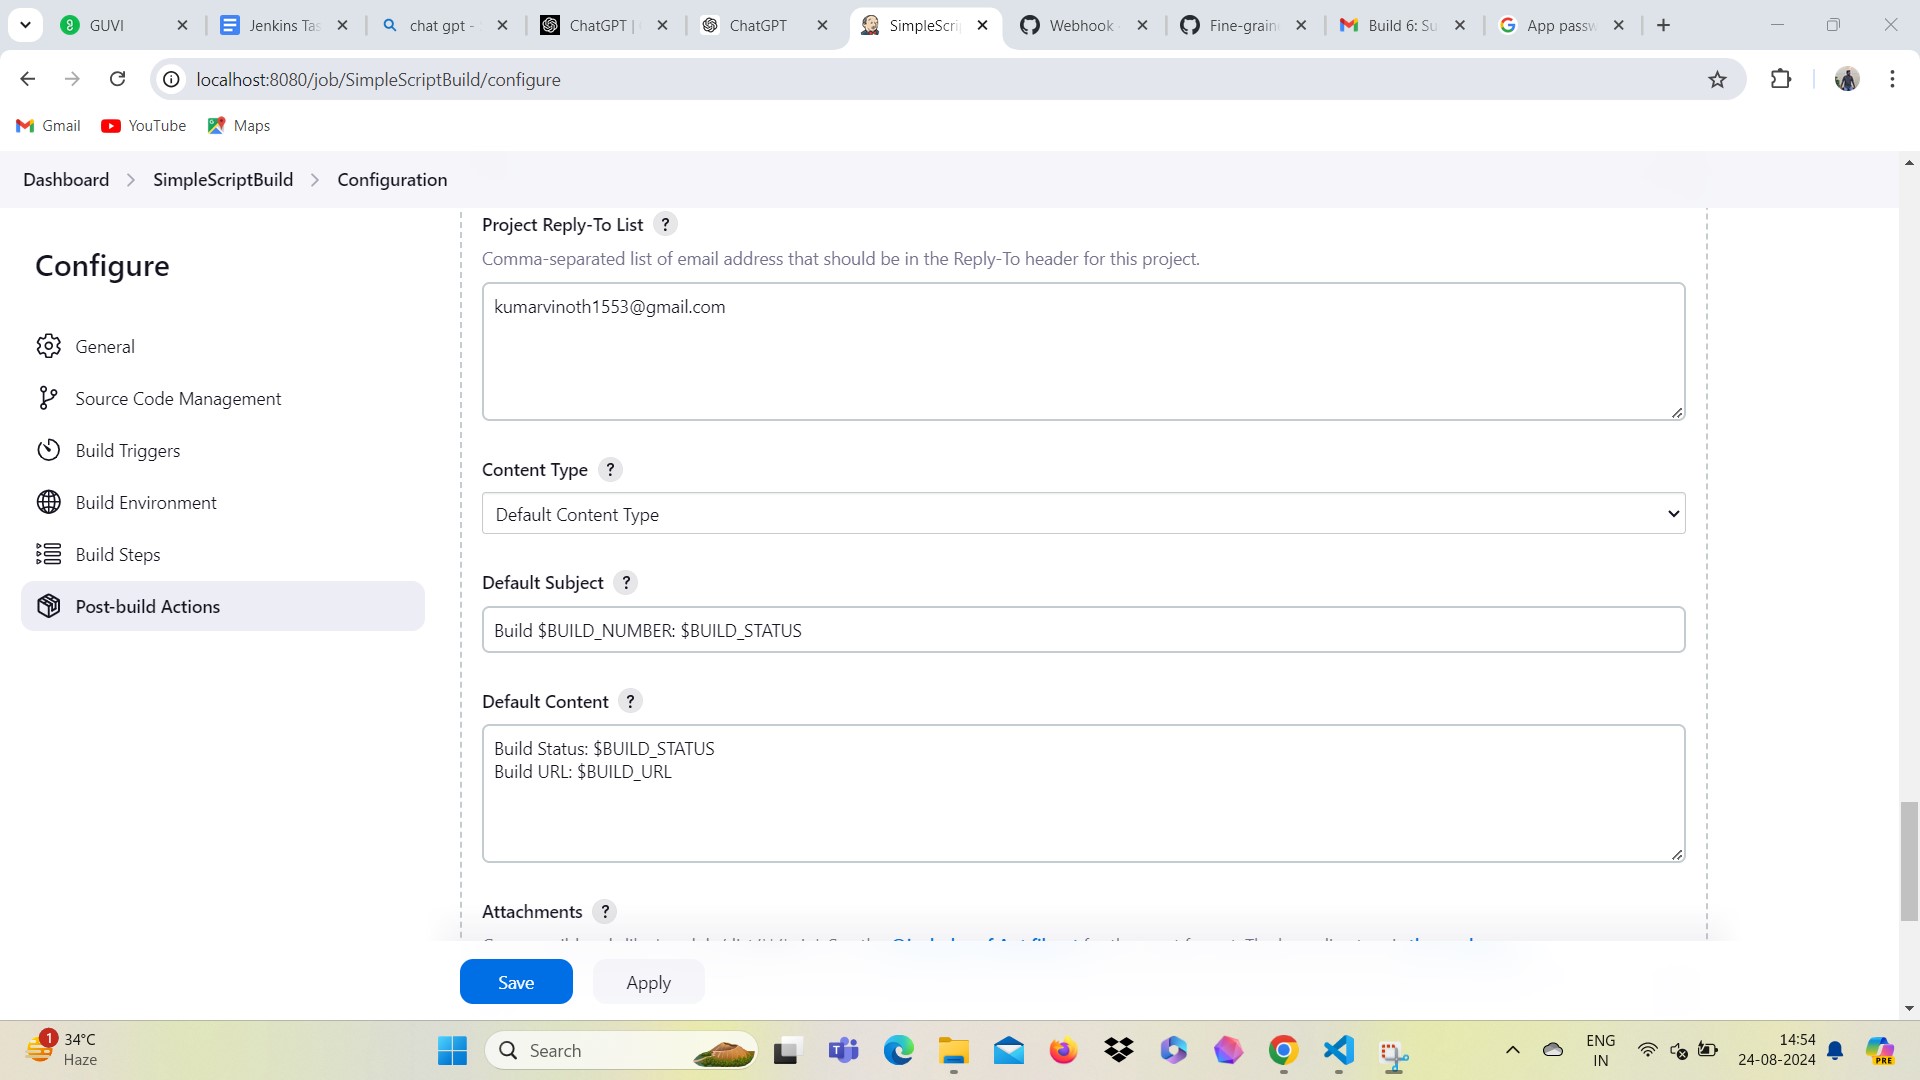 GUVI
Jenkins Tas
chat gpt -
ChatGPT |
ChatGPT
SimpleScri
Webhook
Fine-grain
Build 6: Su
App passw
localhost:8080/job/SimpleScriptBuild/configure
Gmail
YouTube
Maps
Dashboard
SimpleScriptBuild
Configuration
Configure
General
Source Code Management
Build Triggers
Build Environment
Build Steps
Post-build Actions
Project Reply-To List ?
Comma-separated list of email address that should be in the Reply-To header for this project.
kumarvinoth1553@gmail.com
Content Type ?
Default Content Type
Default Subject ?
Build $BUILD_NUMBER: $BUILD_STATUS
Default Content ?
Build Status: $BUILD_STATUS
Build URL: $BUILD_URL
Attachments ?
Save
Apply
1
34°C
Haze
Search
ENG
IN
14:54
24-08-2024
PRE